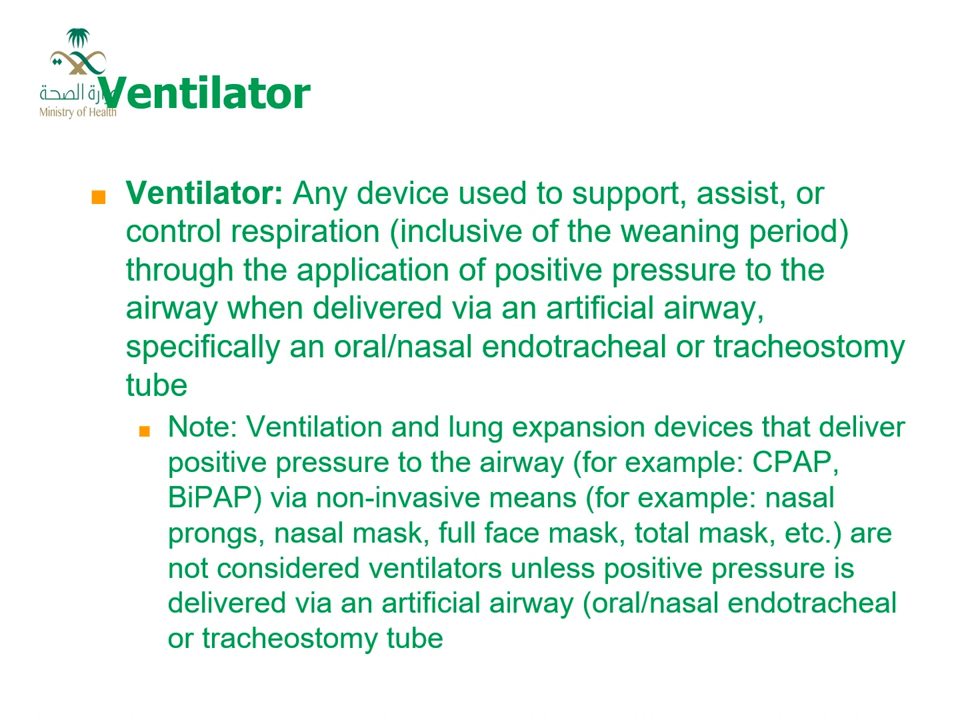 وزارة الصحة
Ministry of Health
Ventilator
Ventilator: Any device used to support, assist, or
control respiration (inclusive of the weaning period)
through the application of positive pressure to the
airway when delivered via an artificial airway,
specifically an oral/nasal endotracheal or tracheostomy
tube
Note: Ventilation and lung expansion devices that deliver
positive pressure to the airway (for example: CPAP,
BiPAP) via non-invasive means (for example: nasal
prongs, nasal mask, full face mask, total mask, etc.) are
not considered ventilators unless positive pressure is
delivered via an artificial airway (oral/nasal endotracheal
or tracheostomy tube